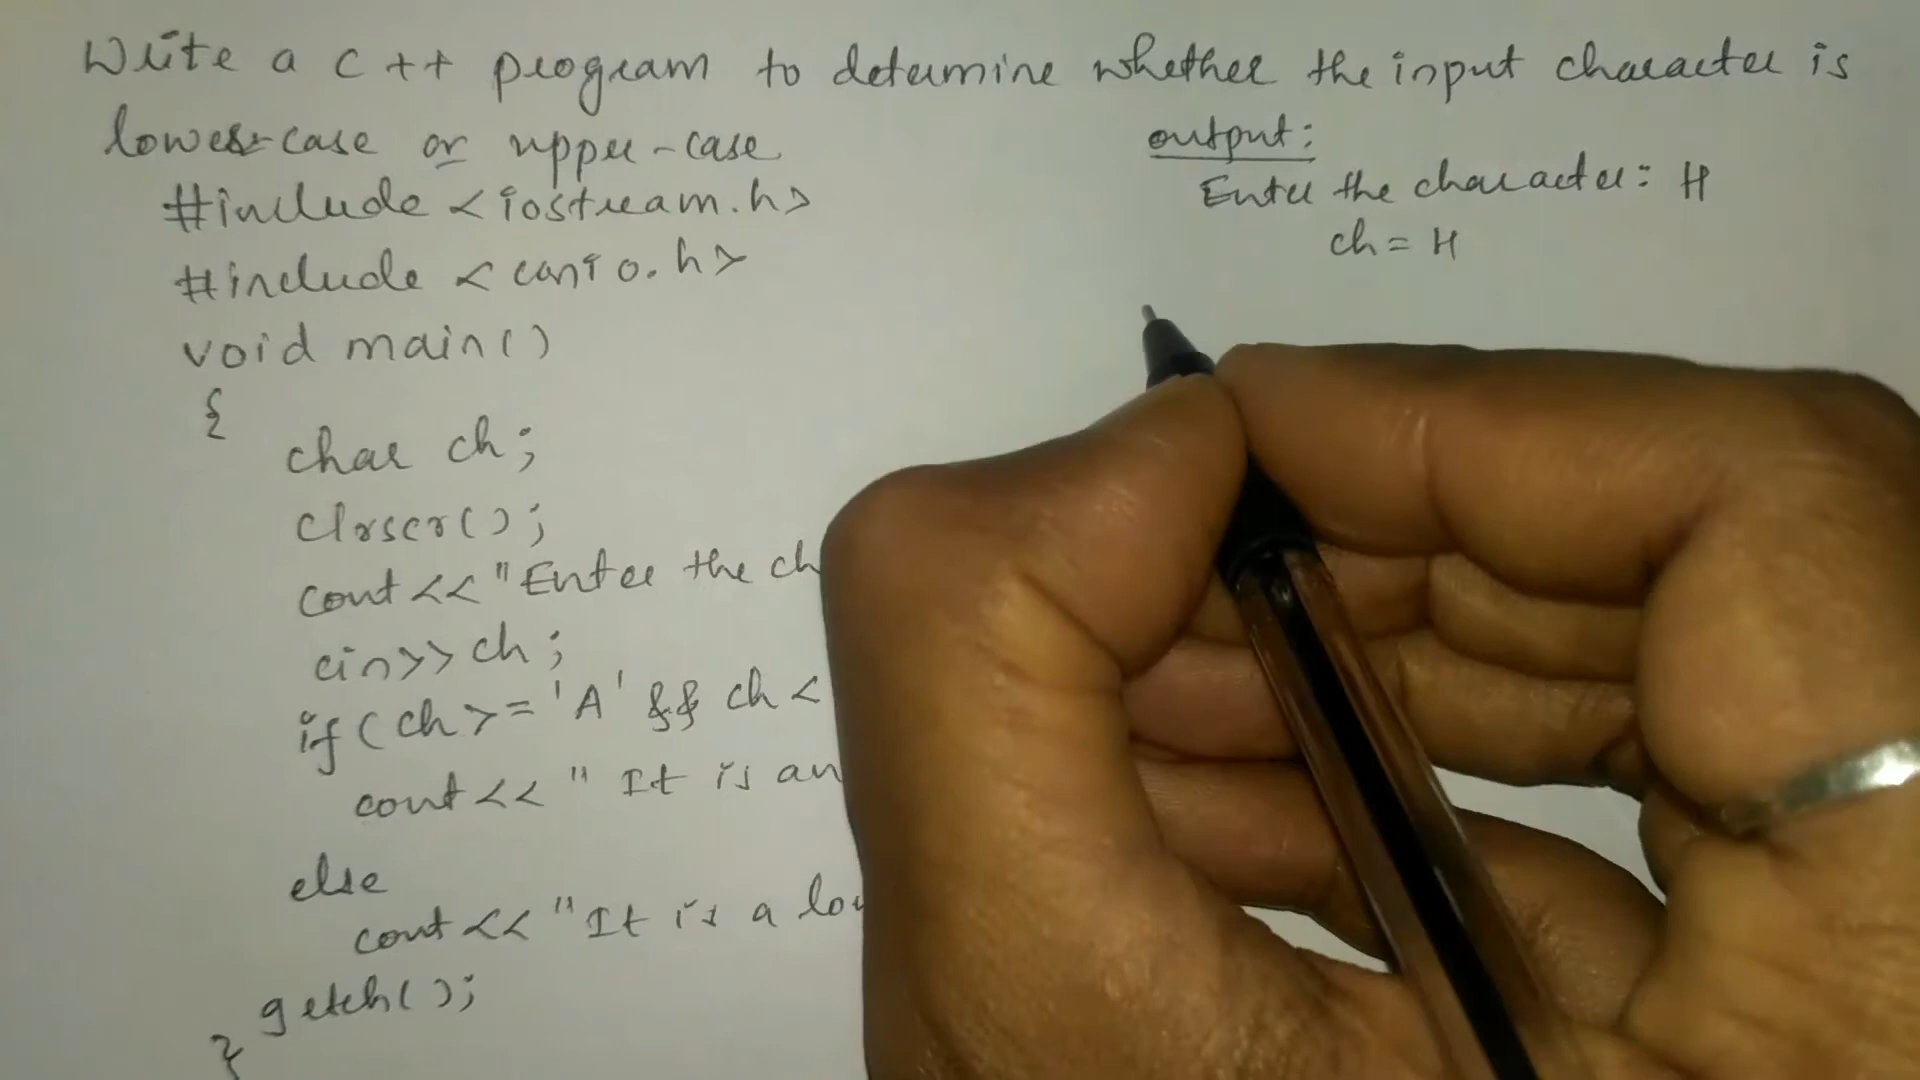 Write a C++ program to determine whether the input character is
lower-case or upper-case
#include <iostream.h>
#include <conio.h>
void main()
{
char ch;
clrscr();
cout<<"Enter the ch
cin>>ch;
if(ch>='A' && ch<
cout<<" It is an
else
cout<<"It is a
getch();
}
output:
Enter the character: H
ch = H